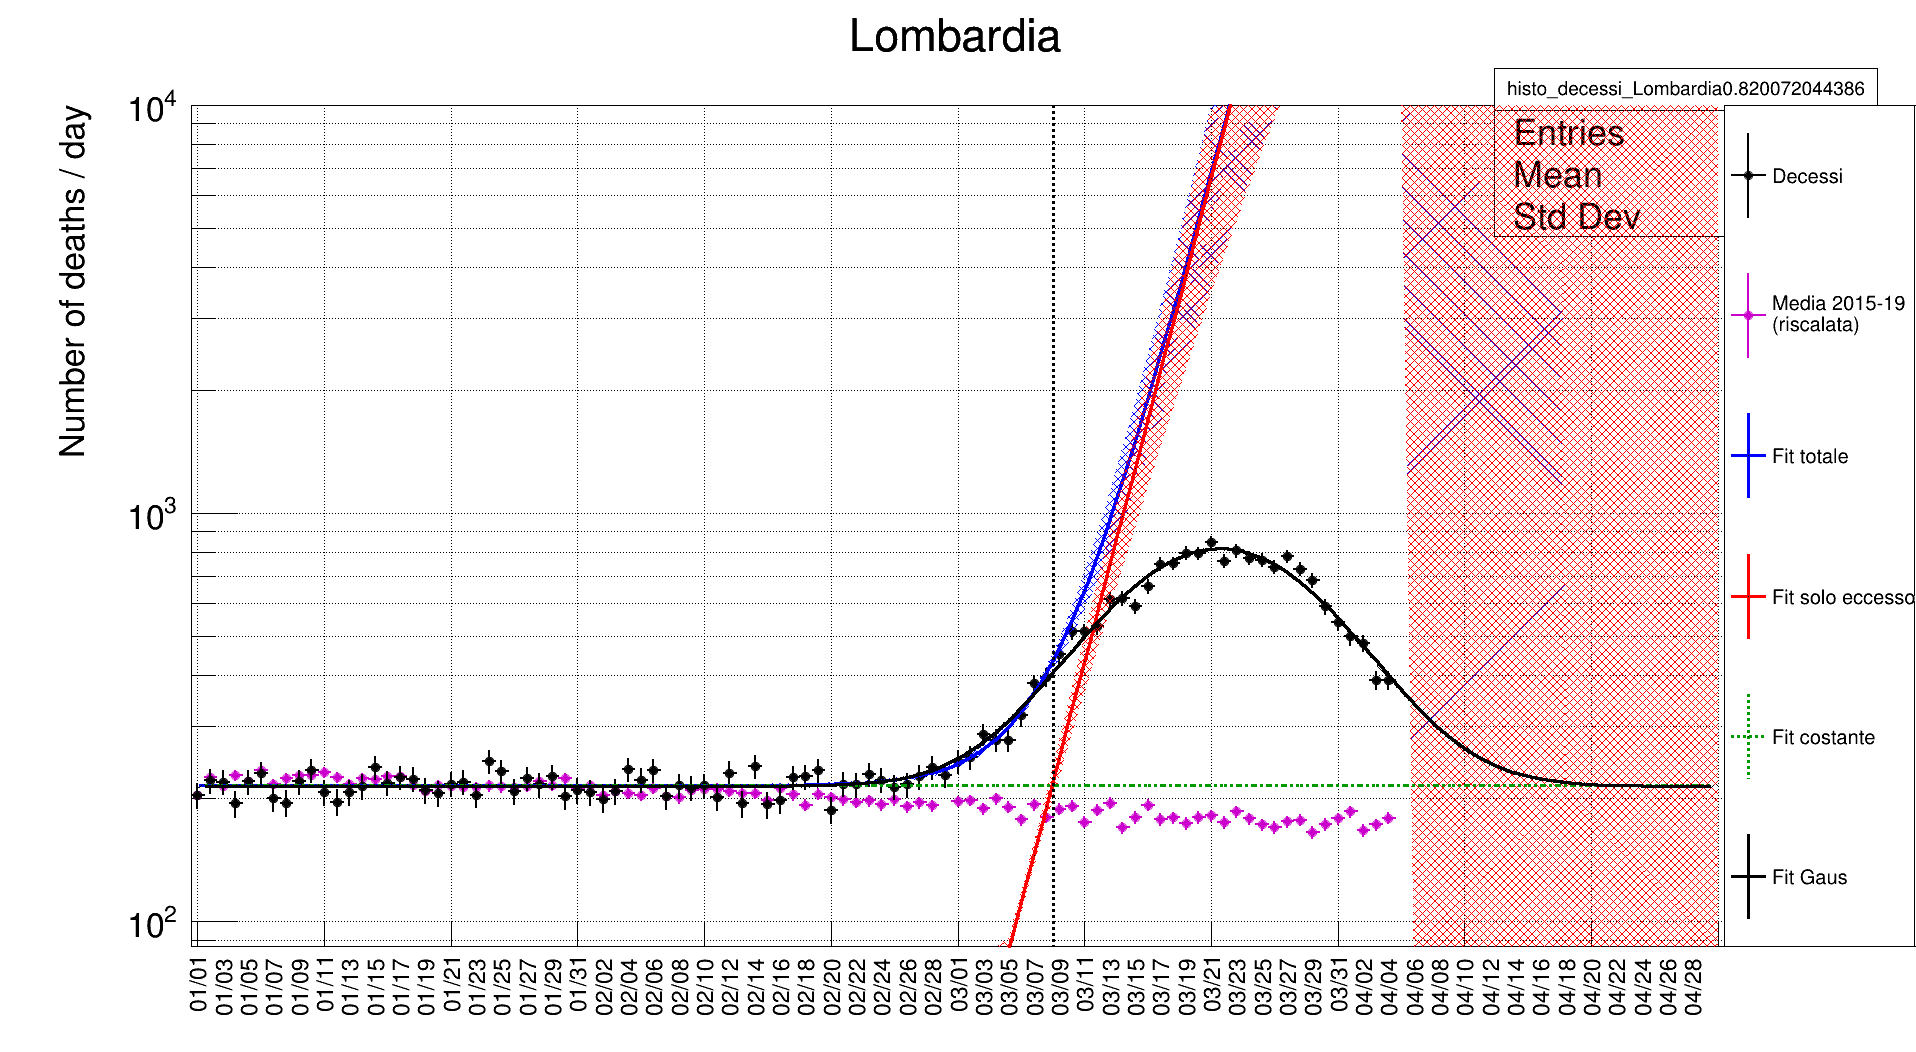 Lombardia
histo_decessi_Lombardia0.820072044386
Entries
Mean
Std Dev
Number of deaths / day
10^4
10^3
10^2
Decessi
Media 2015-19
(riscalata)
Fit totale
Fit solo eccesso
Fit costante
Fit Gaus
01/01 01/03 01/05 01/07 01/09 01/11 01/13 01/15 01/17 01/19 01/21 01/23 01/25 01/27 01/29 01/31 02/02 02/04 02/06 02/08 02/10 02/12 02/14 02/16 02/18 02/20 02/22 02/24 02/26 02/28 03/01 03/03 03/05 03/07 03/09 03/11 03/13 03/15 03/17 03/19 03/21 03/23 03/25 03/27 03/29 03/31 04/02 04/04 04/06 04/08 04/10 04/12 04/14 04/16 04/18 04/20 04/22 04/24 04/26 04/28